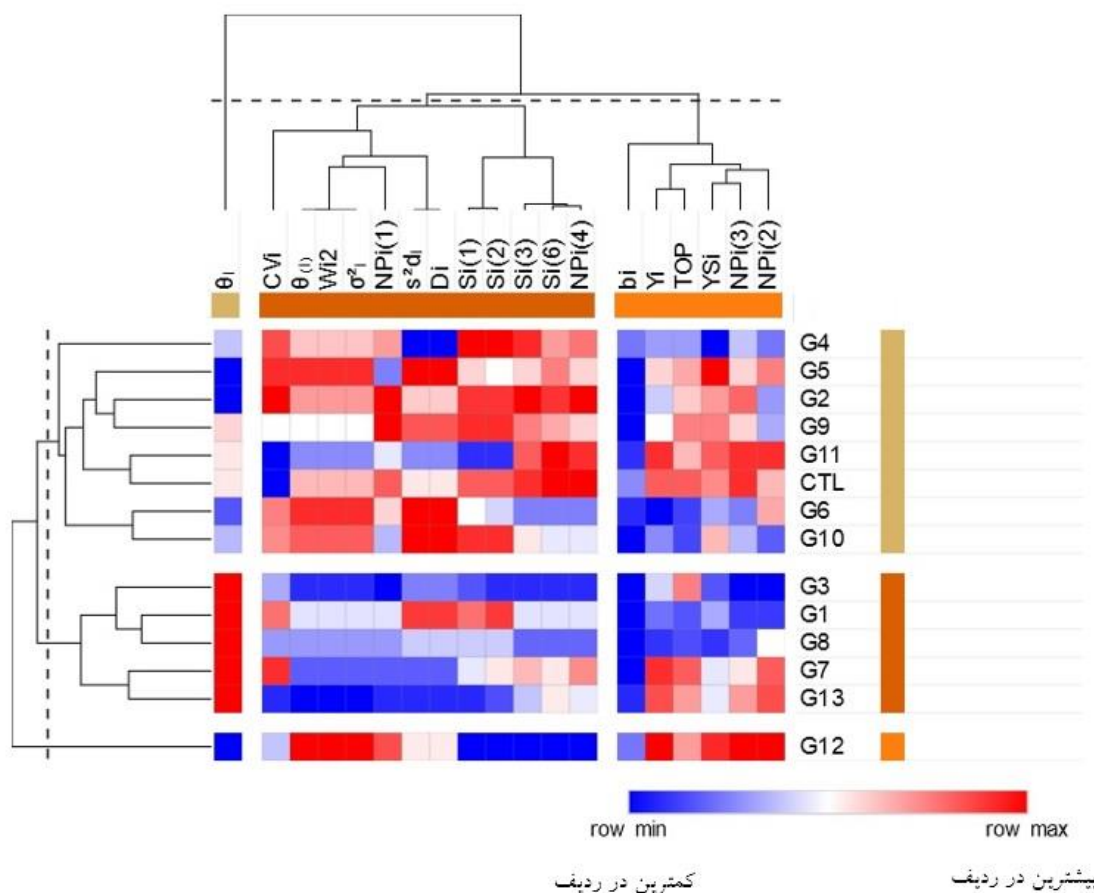 θᵢ CVi θ₍ᵢ₎ Wi2 σ²ᵢ NPi(1) s²dᵢ Di Si(1) Si(2) Si(3) Si(6) NPi(4) bi Yi TOP YSi NPi(3) NPi(2)
G4
G5
G2
G9
G11
CTL
G6
G10
G3
G1
G8
G7
G13
G12
row min row max
کمترین در ردیف بیشترین در ردیف